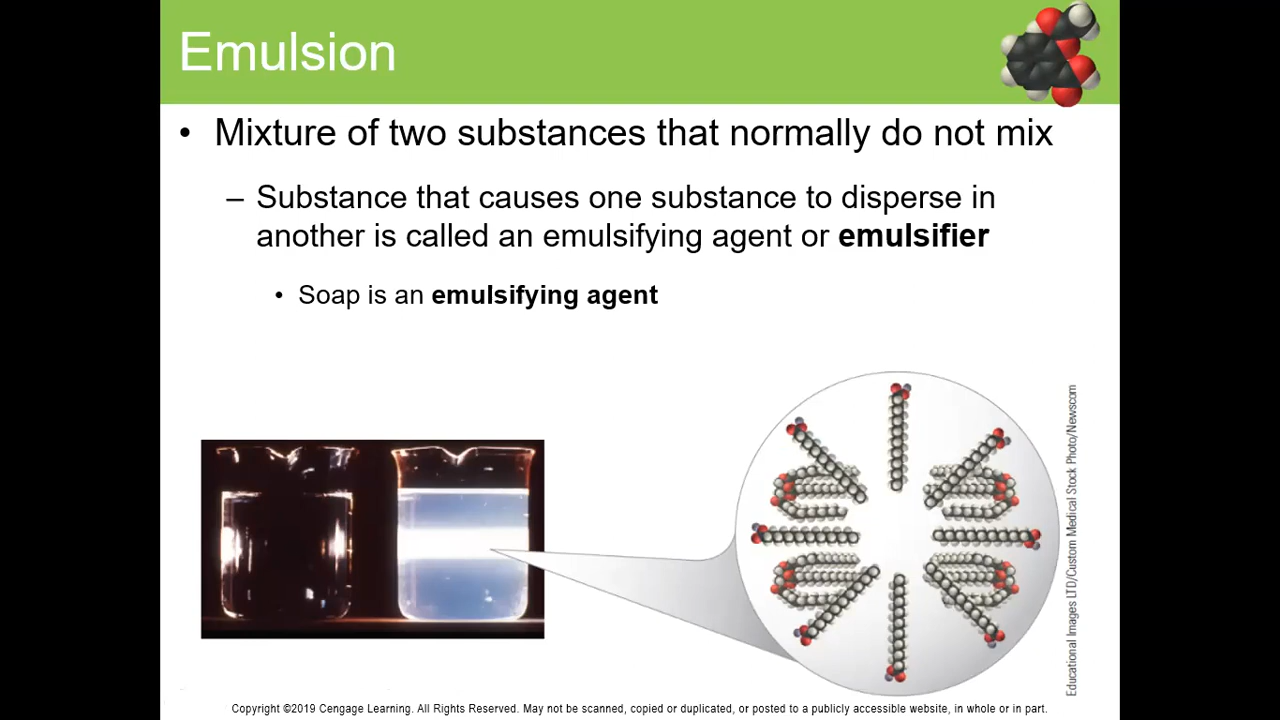 Emulsion
• Mixture of two substances that normally do not mix
– Substance that causes one substance to disperse in
another is called an emulsifying agent or emulsifier
• Soap is an emulsifying agent
Educational Images LTD/Custom Medical Stock Photo/Newscom
Copyright ©2019 Cengage Learning. All Rights Reserved. May not be scanned, copied or duplicated, or posted to a publicly accessible website, in whole or in part.